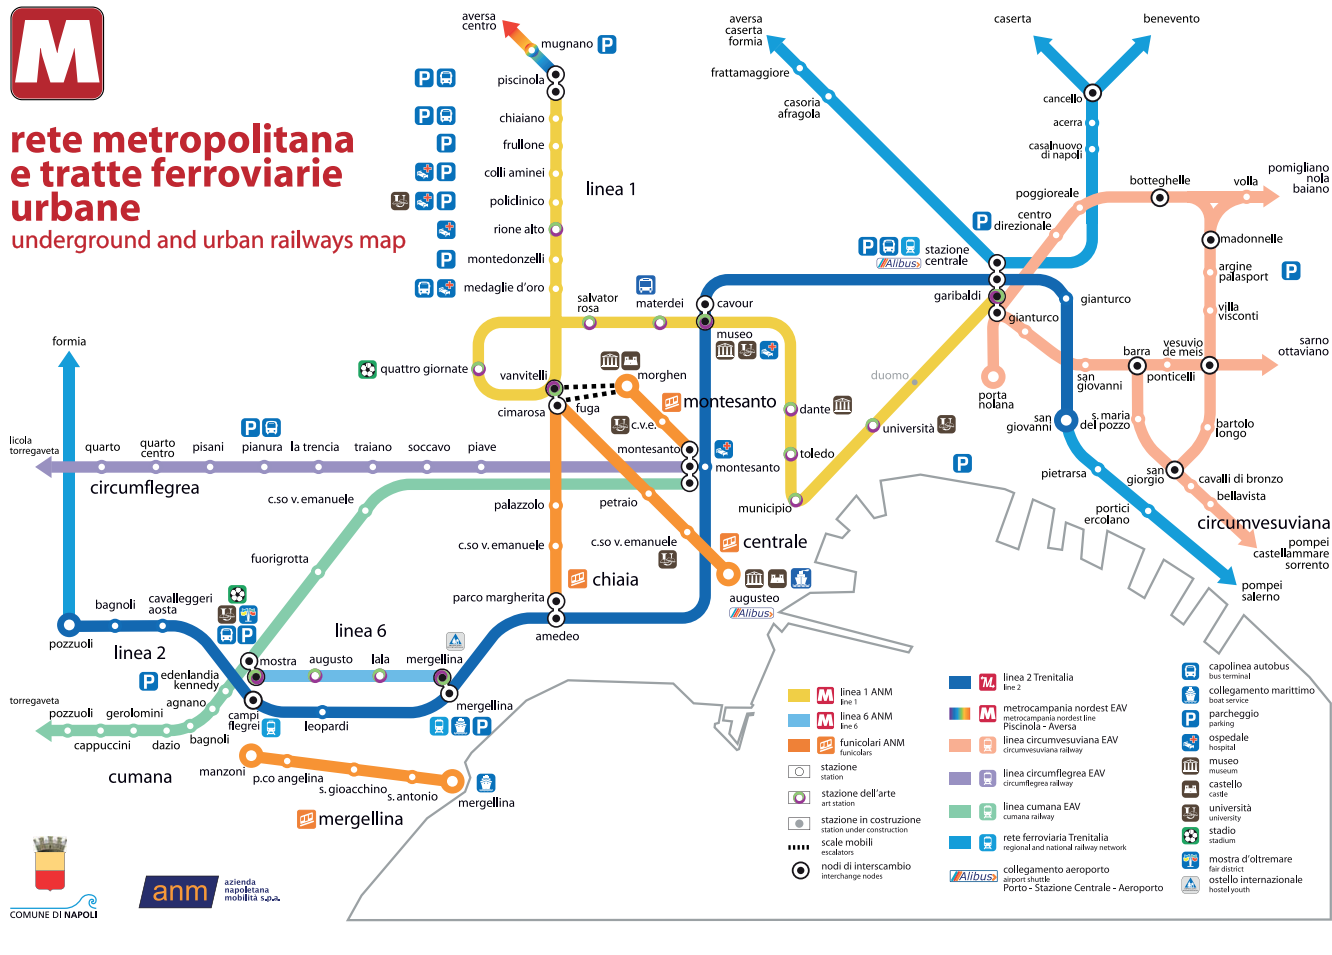 M
rete metropolitana
e tratte ferroviarie
urbane
underground and urban railways map
aversa
centro
mugnano
P
piscinola
P
chiaiano
P
frullone
P
colli aminei
P
policlinico
P
rione alto
montedonzelli
P
medaglie d'oro
linea 1
aversa
caserta
formia
frattamaggiore
casoria
afragola
caserta
benevento
cancello
acerra
casalnuovo
di napoli
poggioreale
botteghelle
volla
pomigliano
nola
baiano
centro
direzionale
P
P
stazione
centrale
Alibus
madonnelle
argine
palasport
P
garibaldi
gianturco
gianturco
villa
visconti
salvator
rosa
materdei
cavour
museo
formia
quattro giornate
vanvitelli
cimarosa
fuga
morghen
montesanto
c.v.e.
montesanto
montesanto
duomo
dante
università
toledo
municipio
porta
nolana
san
giovanni
barra
ponticelli
vesuvio
de meis
sarno
ottaviano
san
giovanni
s.maria
del pozzo
bartolo
longo
san
giorgio
cavalli di bronzo
bellavista
circumvesuviana
pompei
castellammare
sorrento
pietrarsa
portici
ercolano
pompei
salerno
P
licola
torregaveta
quarto
quarto
centro
pisani
P
pianura
la trencia
traiano
soccavo
piave
circumflegrea
c.so v. emanuele
fuorigrotta
palazzolo
petraio
c.so v. emanuele
c.so v. emanuele
centrale
chiaia
augusteo
Alibus
parco margherita
amedeo
bagnoli
cavalleggeri
aosta
pozzuoli
linea 2
P
linea 6
mostra
augusto
lala
mergellina
P
edenlandia
kennedy
agnano
campi
flegrei
leopardi
mergellina
P
torregaveta
pozzuoli
gerolomini
cappuccini
dazio
bagnoli
cumana
manzoni
p.co angelina
s. gioacchino
s. antonio
mergellina
mergellina
M
linea 1 ANM
line 1
M
linea 6 ANM
line 6
funicolari ANM
funicolars
stazione
station
stazione dell'arte
art station
stazione in costruzione
station under construction
scale mobili
escalators
nodi di interscambio
interchange nodes
M
linea 2 Trenitalia
line 2
M
metrocampania nordest EAV
metrocampania nordest line
Piscinola - Aversa
linea circumvesuviana EAV
circumvesuviana railway
linea circumflegrea EAV
circumflegrea railway
linea cumana EAV
cumana railway
rete ferroviaria Trenitalia
regional and national railway network
Alibus
collegamento aeroporto
airport shuttle
Porto - Stazione Centrale - Aeroporto
capolinea autobus
bus terminal
collegamento marittimo
boat service
P
parcheggio
parking
ospedale
hospital
museo
museum
castello
castle
università
university
stadio
stadium
mostra d'oltremare
fair district
ostello internazionale
hostel youth
COMUNE DI NAPOLI
anm
azienda
napoletana
mobilità s.p.a.